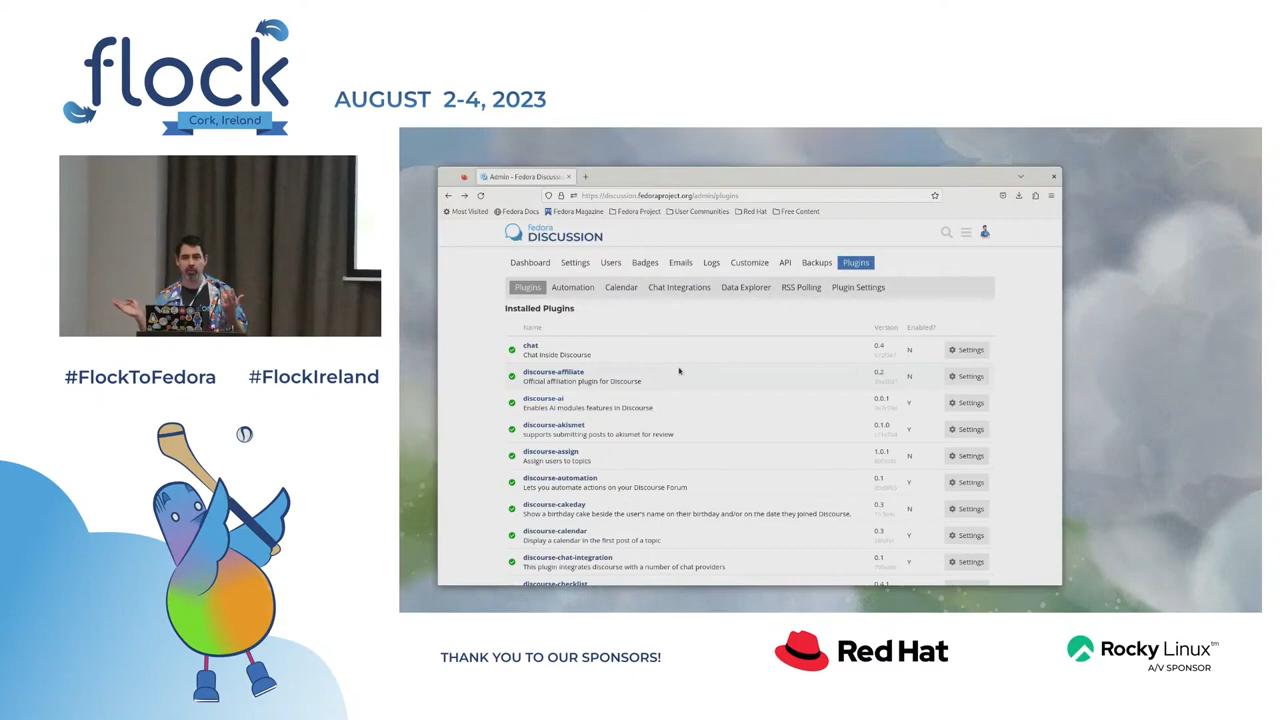 flock
Cork, Ireland
AUGUST 2-4, 2023
Admin - Fedora Discussi
https://discussion.fedoraproject.org/admin/plugins
Most Visited Fedora Docs Fedora Magazine Fedora Project User Communities Red Hat Free Content
fedora
DISCUSSION
Dashboard Settings Users Badges Emails Logs Customize API Backups Plugins
Plugins Automation Calendar Chat Integrations Data Explorer RSS Polling Plugin Settings
Installed Plugins
Name Version Enabled?
chat 0.4 N Settings
Chat Inside Discourse
discourse-affiliate 0.2 N Settings
Official affiliation plugin for Discourse
discourse-ai 0.0.1 Y Settings
Enables AI modules features in Discourse
discourse-akismet 0.1.0 Y Settings
supports submitting posts to akismet for review
discourse-assign 1.0.1 Y Settings
Assign users to topics
discourse-automation 0.1 Y Settings
Lets you automate actions on your Discourse Forum
discourse-cakeday 0.3 N Settings
Show a birthday cake beside the user's name on their birthday and/or on the date they joined Discourse.
discourse-calendar 0.3 Y Settings
Display a calendar in the first post of a topic
discourse-chat-integration 0.1 Y Settings
This plugin integrates discourse with a number of chat providers
discourse-checklist 0.4.1
#FlockToFedora #FlockIreland
THANK YOU TO OUR SPONSORS!
Red Hat
Rocky Linux™
A/V SPONSOR